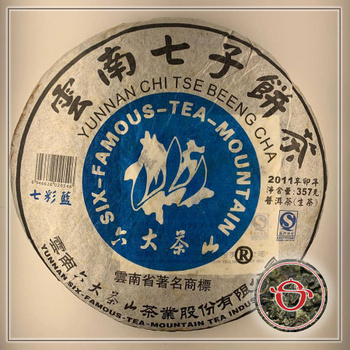 雲南七子餅茶
YUNNAN CHI TSE BEENG CHA
SIX-FAMOUS-TEA-MOUNTAIN
七彩藍
六大茶山
®
2011年印
净含量:357克
普洱茶(生茶)
雲南省著名商標
雲南六大茶山茶業股份有限
YUNNAN SIX-FAMOUS-TEA-MOUNTAIN TEA INDU